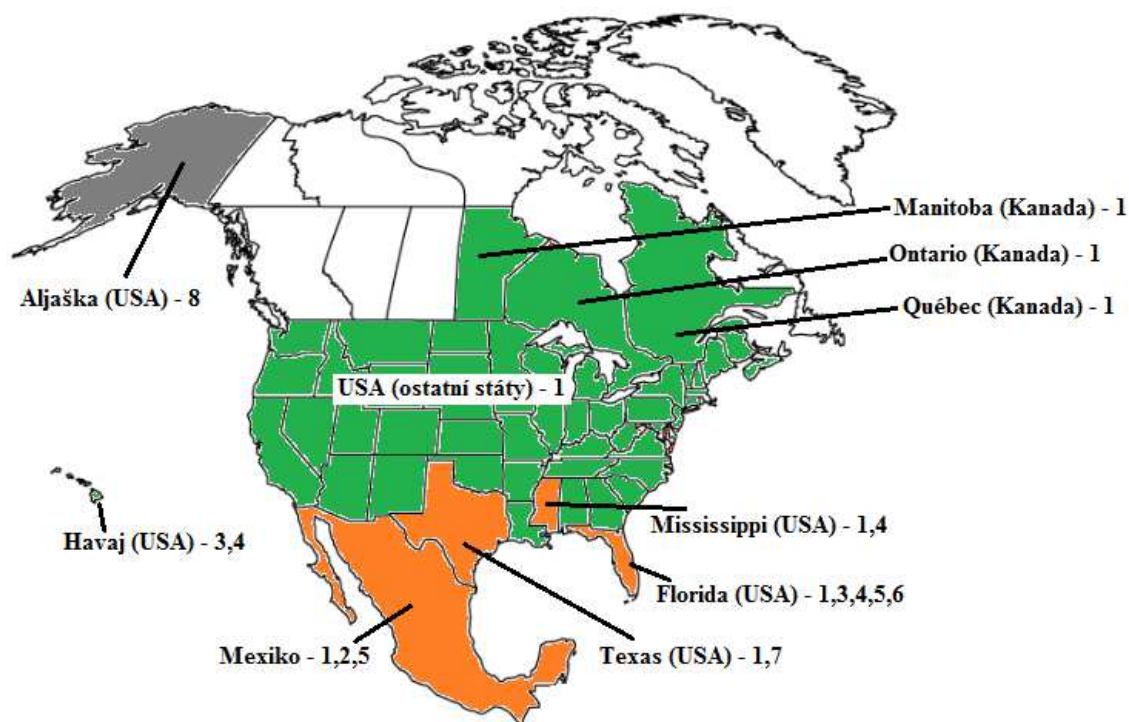 Manitoba (Kanada) - 1
Ontario (Kanada) - 1
Aljaška (USA) - 8
Québec (Kanada) - 1
USA (ostatní státy) - 1
Mississippi (USA) - 1,4
Havaj (USA) - 3,4
Florida (USA) - 1,3,4,5,6
Mexiko - 1,2,5
Texas (USA) - 1,7